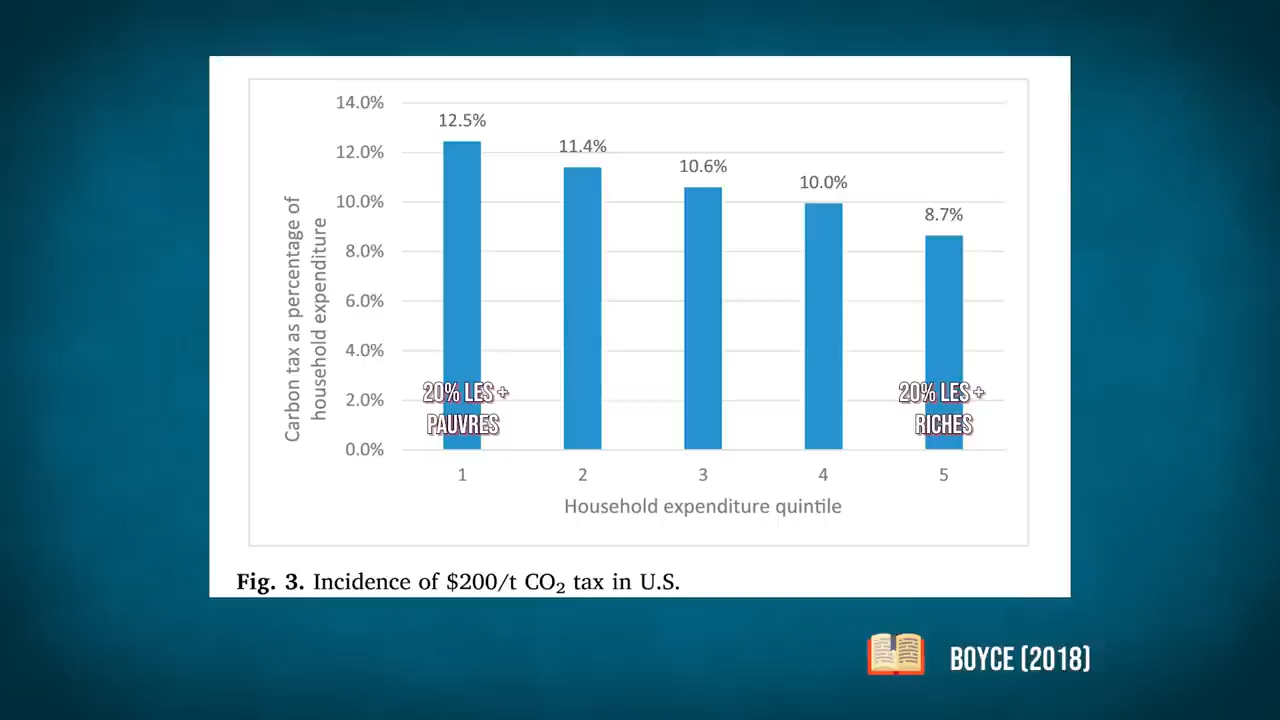 14.0%
12.5%
12.0%
11.4%
10.6%
10.0%
10.0%
8.7%
8.0%
6.0%
4.0%
2.0%
0.0%
Carbon tax as percentage of
household expenditure
20% LES +
PAUVRES
20% LES +
RICHES
1 2 3 4 5
Household expenditure quintile
Fig. 3. Incidence of $200/t CO₂ tax in U.S.
BOYCE (2018)